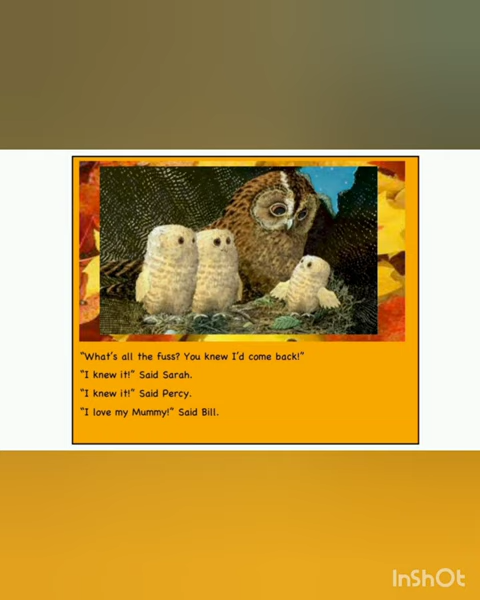 "What's all the fuss? You knew I'd come back!"
"I knew it!" Said Sarah.
"I knew it!" Said Percy.
"I love my Mummy!" Said Bill.
InShOt